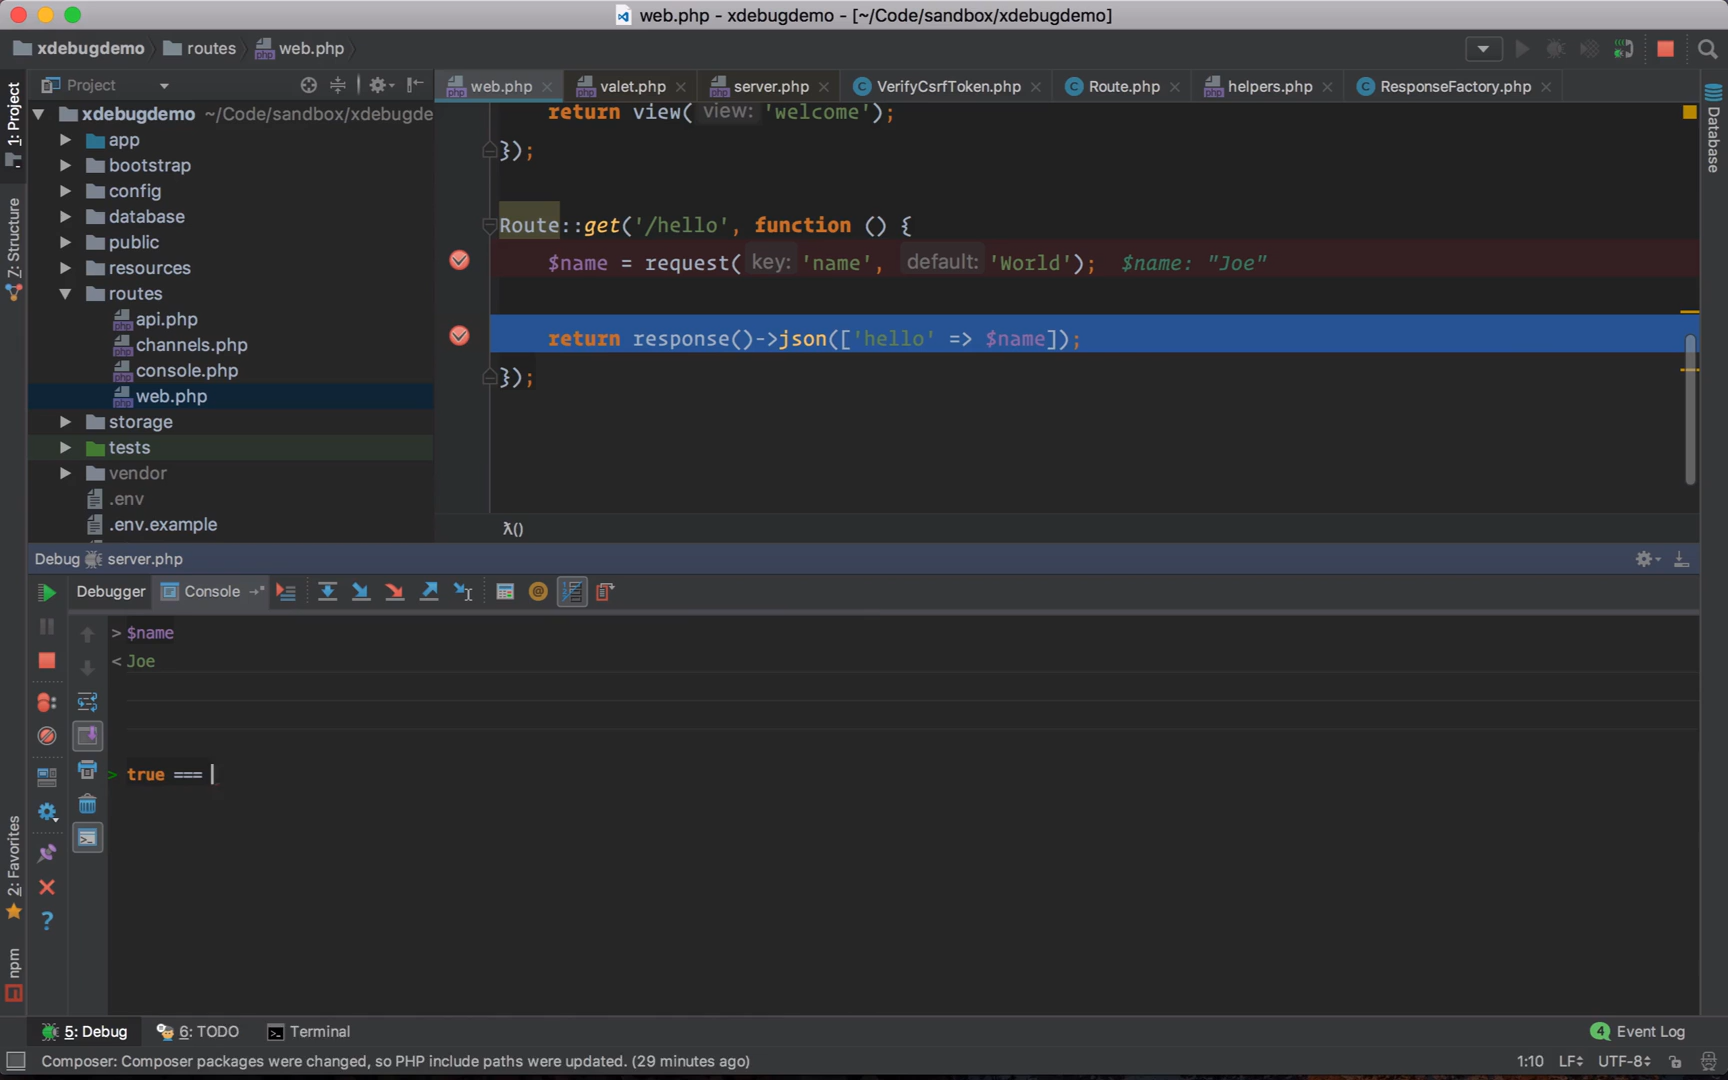 web.php - xdebugdemo - [~/Code/sandbox/xdebugdemo]
xdebugdemo routes web.php
1: Project
Z: Structure
2: Favorites
npm
Project
xdebugdemo ~/Code/sandbox/xdebugde
app
bootstrap
config
database
public
resources
routes
api.php
channels.php
console.php
web.php
storage
tests
vendor
.env
.env.example
web.php valet.php server.php VerifyCsrfToken.php Route.php helpers.php ResponseFactory.php
return view( view: 'welcome');
});
Route::get('/hello', function () {
$name = request( key: 'name', default: 'World'); $name: "Joe"
return response()->json(['hello' => $name]);
});
λ()
Database
Debug server.php
Debugger Console
> $name
< Joe
> true ===
5: Debug 6: TODO Terminal 4 Event Log
Composer: Composer packages were changed, so PHP include paths were updated. (29 minutes ago) 1:10 LF UTF-8